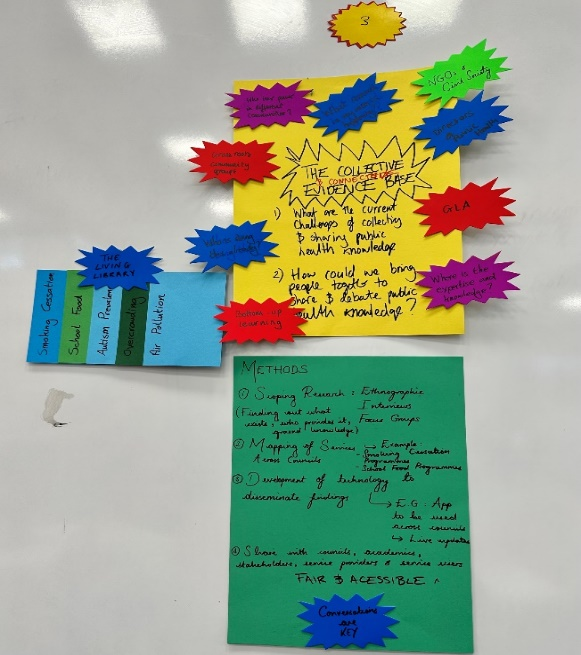 3
NGOs &
Civil Society
THE COLLECTIVE
& CONNECTED
EVIDENCE BASE
GLA
1) What are the current
challenges of collecting
& sharing public
health knowledge
2) How could we bring
people together to
share & debate public
health knowledge?
Where is the
expertise and
knowledge?
Bottom up
learning
THE
LIVING
LIBRARY
Smoking Cessation
School Food
Autism Prevalence
Overcrowding
Air Pollution
METHODS
① Scoping Research : Ethnographic
Interviews
(Finding out what
exists, who provides it, Focus Groups
ground knowledge)
② Mapping of Services → Example
Across Councils
Smoking Cessation
Programmes
School Food Programmes
③ Development of technology to
disseminate findings
→ E.G : App
to be used
across councils
↳ Live updates
④ Share with councils, academics,
stakeholders, service providers & service users
FAIR & ACESSIBLE
Conversations
are
KEY